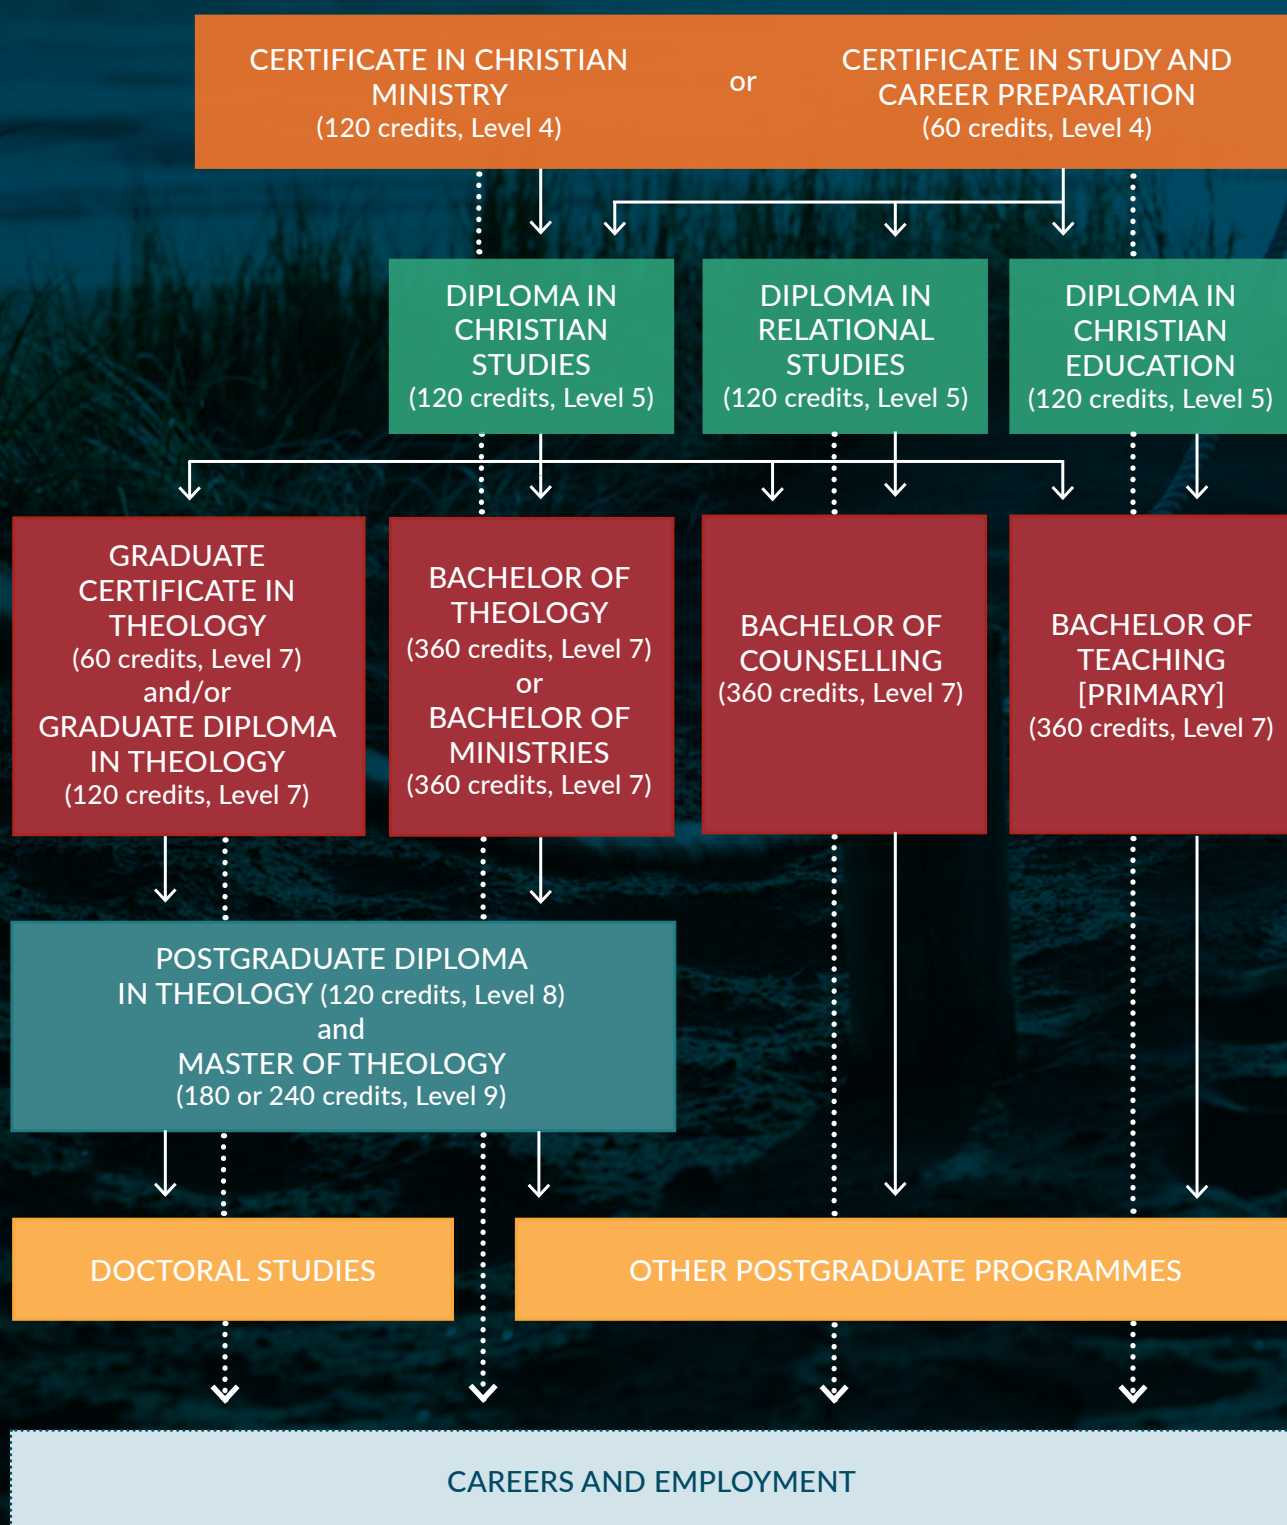 CERTIFICATE IN CHRISTIAN
MINISTRY
(120 credits, Level 4)
or
CERTIFICATE IN STUDY AND
CAREER PREPARATION
(60 credits, Level 4)
DIPLOMA IN
CHRISTIAN
STUDIES
(120 credits, Level 5)
DIPLOMA IN
RELATIONAL
STUDIES
(120 credits, Level 5)
DIPLOMA IN
CHRISTIAN
EDUCATION
(120 credits, Level 5)
GRADUATE
CERTIFICATE IN
THEOLOGY
(60 credits, Level 7)
and/or
GRADUATE DIPLOMA
IN THEOLOGY
(120 credits, Level 7)
BACHELOR OF
THEOLOGY
(360 credits, Level 7)
or
BACHELOR OF
MINISTRIES
(360 credits, Level 7)
BACHELOR OF
COUNSELLING
(360 credits, Level 7)
BACHELOR OF
TEACHING
[PRIMARY]
(360 credits, Level 7)
POSTGRADUATE DIPLOMA
IN THEOLOGY (120 credits, Level 8)
and
MASTER OF THEOLOGY
(180 or 240 credits, Level 9)
DOCTORAL STUDIES
OTHER POSTGRADUATE PROGRAMMES
CAREERS AND EMPLOYMENT